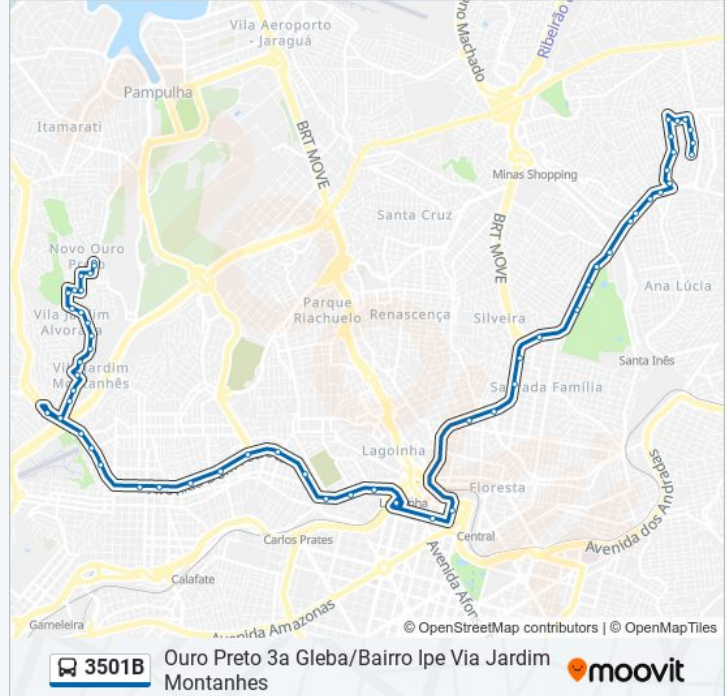 Vila Aeroporto
- Jaraguá
Ribeirão
Machado
Pampulha
Itamarati
BRT MOVE
Minas Shopping
Santa Cruz
BRT MOVE
Novo Ouro
Preto
Ana Lúcia
Parque
Riachuelo
Renascença
Silveira
Vila Jardim
Alvorada
Santa Inês
Vila Jardim
Montanhês
Sagrada Família
Lagoinha
Floresta
Avenida dos Andradas
Carlos Prates
Central
Avenida Afon
Calafate
Avenida Amazonas
Gameleira
© OpenStreetMap contributors | © OpenMapTiles
3501B
Ouro Preto 3a Gleba/Bairro Ipe Via Jardim
Montanhes
moovit